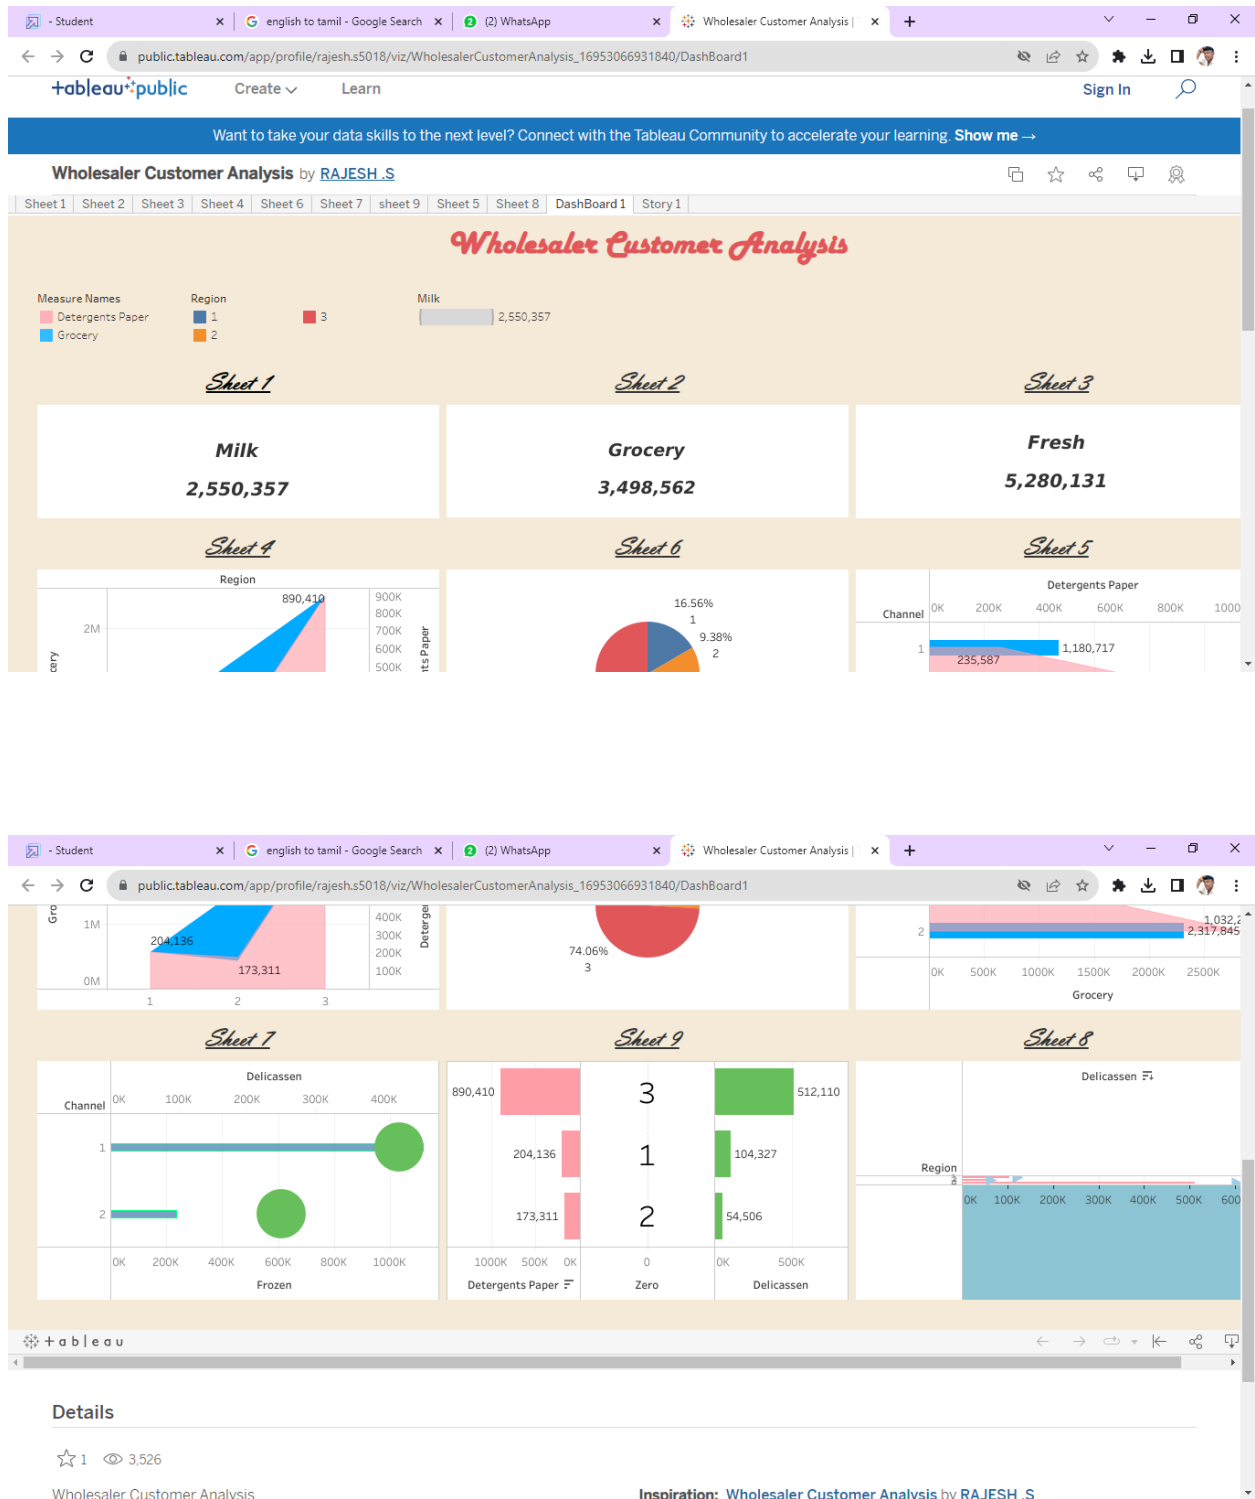 - Student
english to tamil - Google Search
(2) WhatsApp
Wholesaler Customer Analysis |
public.tableau.com/app/profile/rajesh.s5018/viz/WholesalerCustomerAnalysis_16953066931840/DashBoard1
+ableau public Create Learn Sign In
Want to take your data skills to the next level? Connect with the Tableau Community to accelerate your learning. Show me →
Wholesaler Customer Analysis by RAJESH .S
Sheet 1 Sheet 2 Sheet 3 Sheet 4 Sheet 6 Sheet 7 sheet 9 Sheet 5 Sheet 8 DashBoard 1 Story 1
Wholesaler Customer Analysis
Measure Names
Detergents Paper
Grocery
Region
1
2
3
Milk
2,550,357
Sheet 1
Milk
2,550,357
Sheet 2
Grocery
3,498,562
Sheet 3
Fresh
5,280,131
Sheet 4
Region
890,410
2M
900K
800K
700K
600K
500K
cery
ts Paper
Sheet 6
16.56%
1
9.38%
2
Sheet 5
Detergents Paper
Channel
0K 200K 400K 600K 800K 1000
1
1,180,717
235,587
- Student
english to tamil - Google Search
2 (2) WhatsApp
Wholesaler Customer Analysis |
public.tableau.com/app/profile/rajesh.s5018/viz/WholesalerCustomerAnalysis_16953066931840/DashBoard1
Gro
1M
0M
204,136
173,311
400K
300K
200K
100K
Deterge
1 2 3
74.06%
3
2
1,032,2
2,317,845
0K 500K 1000K 1500K 2000K 2500K
Grocery
Sheet 7
Delicassen
Channel
0K 100K 200K 300K 400K
1
2
0K 200K 400K 600K 800K 1000K
Frozen
Sheet 9
890,410 3 512,110
204,136 1 104,327
173,311 2 54,506
1000K 500K 0K 0 0K 500K
Detergents Paper Zero Delicassen
Sheet 8
Delicassen
Region
0K 100K 200K 300K 400K 500K 600
+ableau
Details
1 3,526
Wholesaler Customer Analysis
Inspiration: Wholesaler Customer Analysis by RAJESH .S